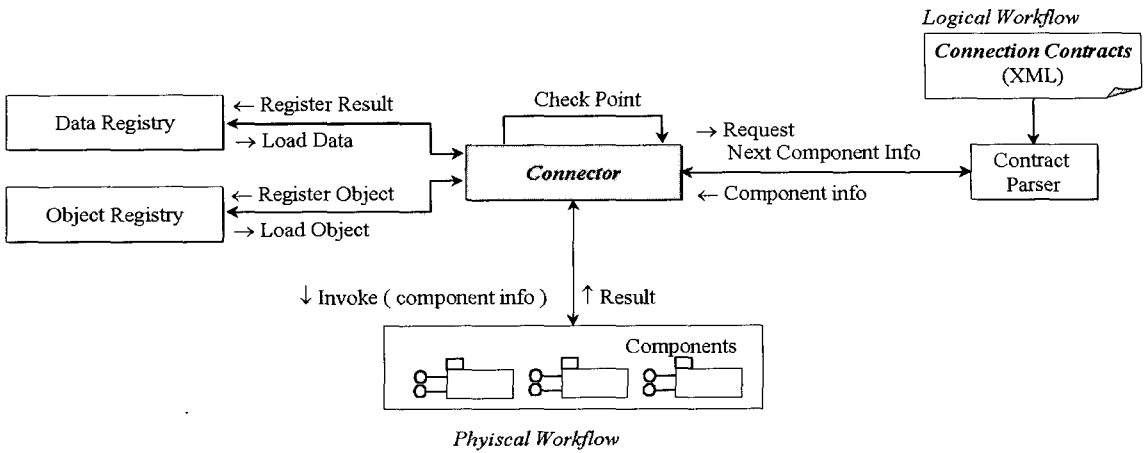 Logical Workflow
Connection Contracts
(XML)
Check Point
← Register Result
Data Registry
→ Load Data
→ Request
Next Component Info
Connector
Contract
Parser
← Component info
← Register Object
Object Registry
→ Load Object
↓ Invoke ( component info )
↑ Result
Components
Phyiscal Workflow